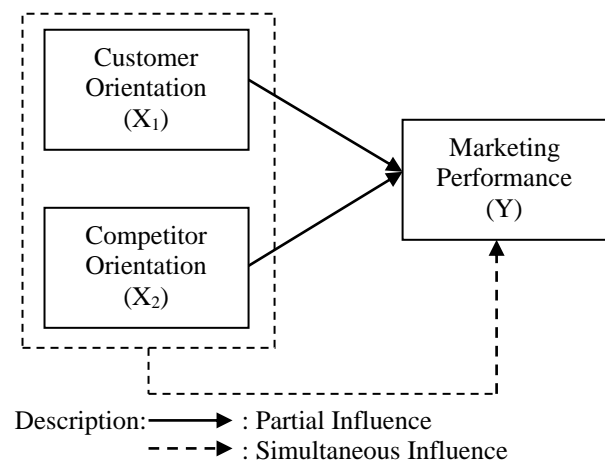 Customer
Orientation
(X₁)
Marketing
Performance
(Y)
Competitor
Orientation
(X₂)
Description: : Partial Influence
: Simultaneous Influence